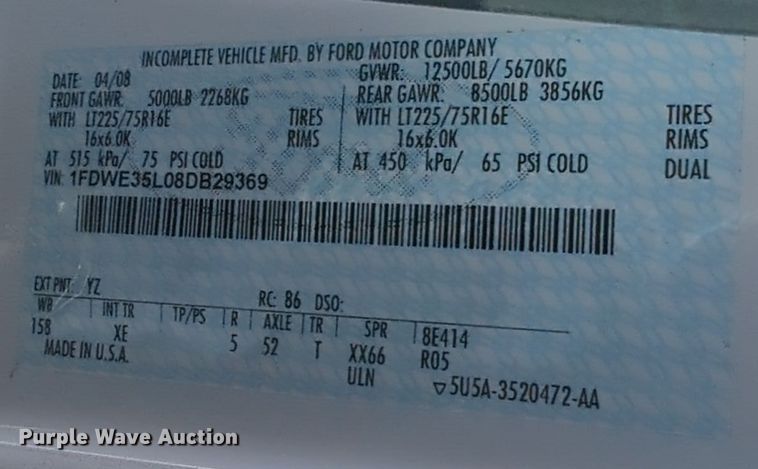 INCOMPLETE VEHICLE MFD. BY FORD MOTOR COMPANY
DATE: 04/08 GVWR: 12500LB/ 5670KG
FRONT GAWR: 5000LB 2268KG REAR GAWR: 8500LB 3856KG
WITH LT225/75R16E TIRES WITH LT225/75R16E TIRES
16x6.0K RIMS 16x6.0K RIMS
AT 515 kPa/ 75 PSI COLD AT 450 kPa/ 65 PSI COLD DUAL
VIN: 1FDWE35L08DB29369
EXT PNT: YZ RC: 86 DSO:
WB INT TR TP/PS R AXLE TR SPR 8E414
158 XE 5 52 T XX66 R05
MADE IN U.S.A. ULN ▽5U5A-3520472-AA
Purple Wave Auction